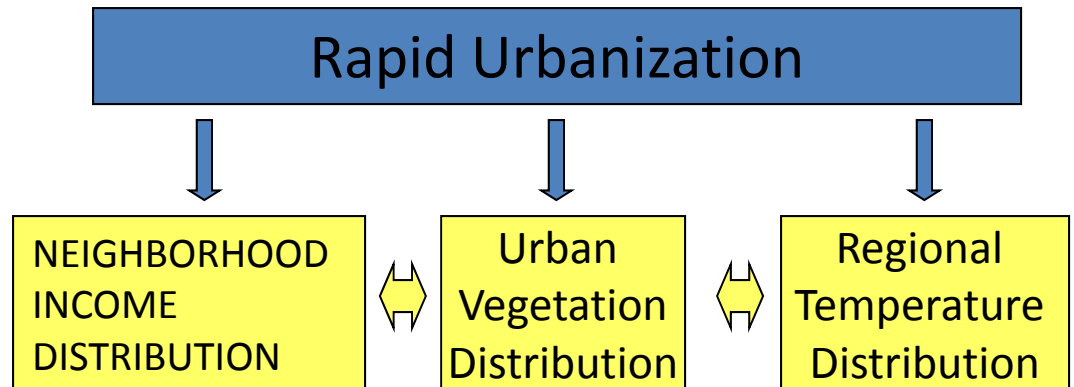 Rapid Urbanization
NEIGHBORHOOD
INCOME
DISTRIBUTION
Urban
Vegetation
Distribution
Regional
Temperature
Distribution